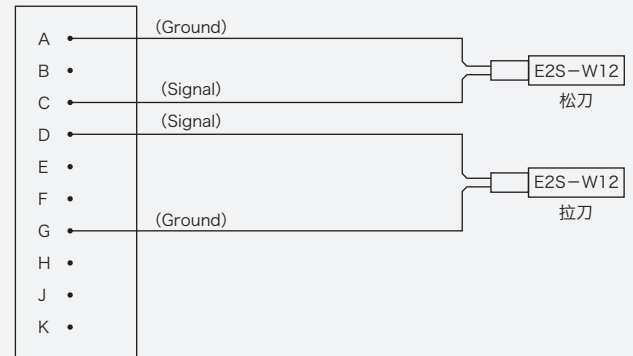 A (Ground)
B
E2S-W12
C (Signal)
松刀
D (Signal)
E
F
E2S-W12
G (Ground)
拉刀
H
J
K